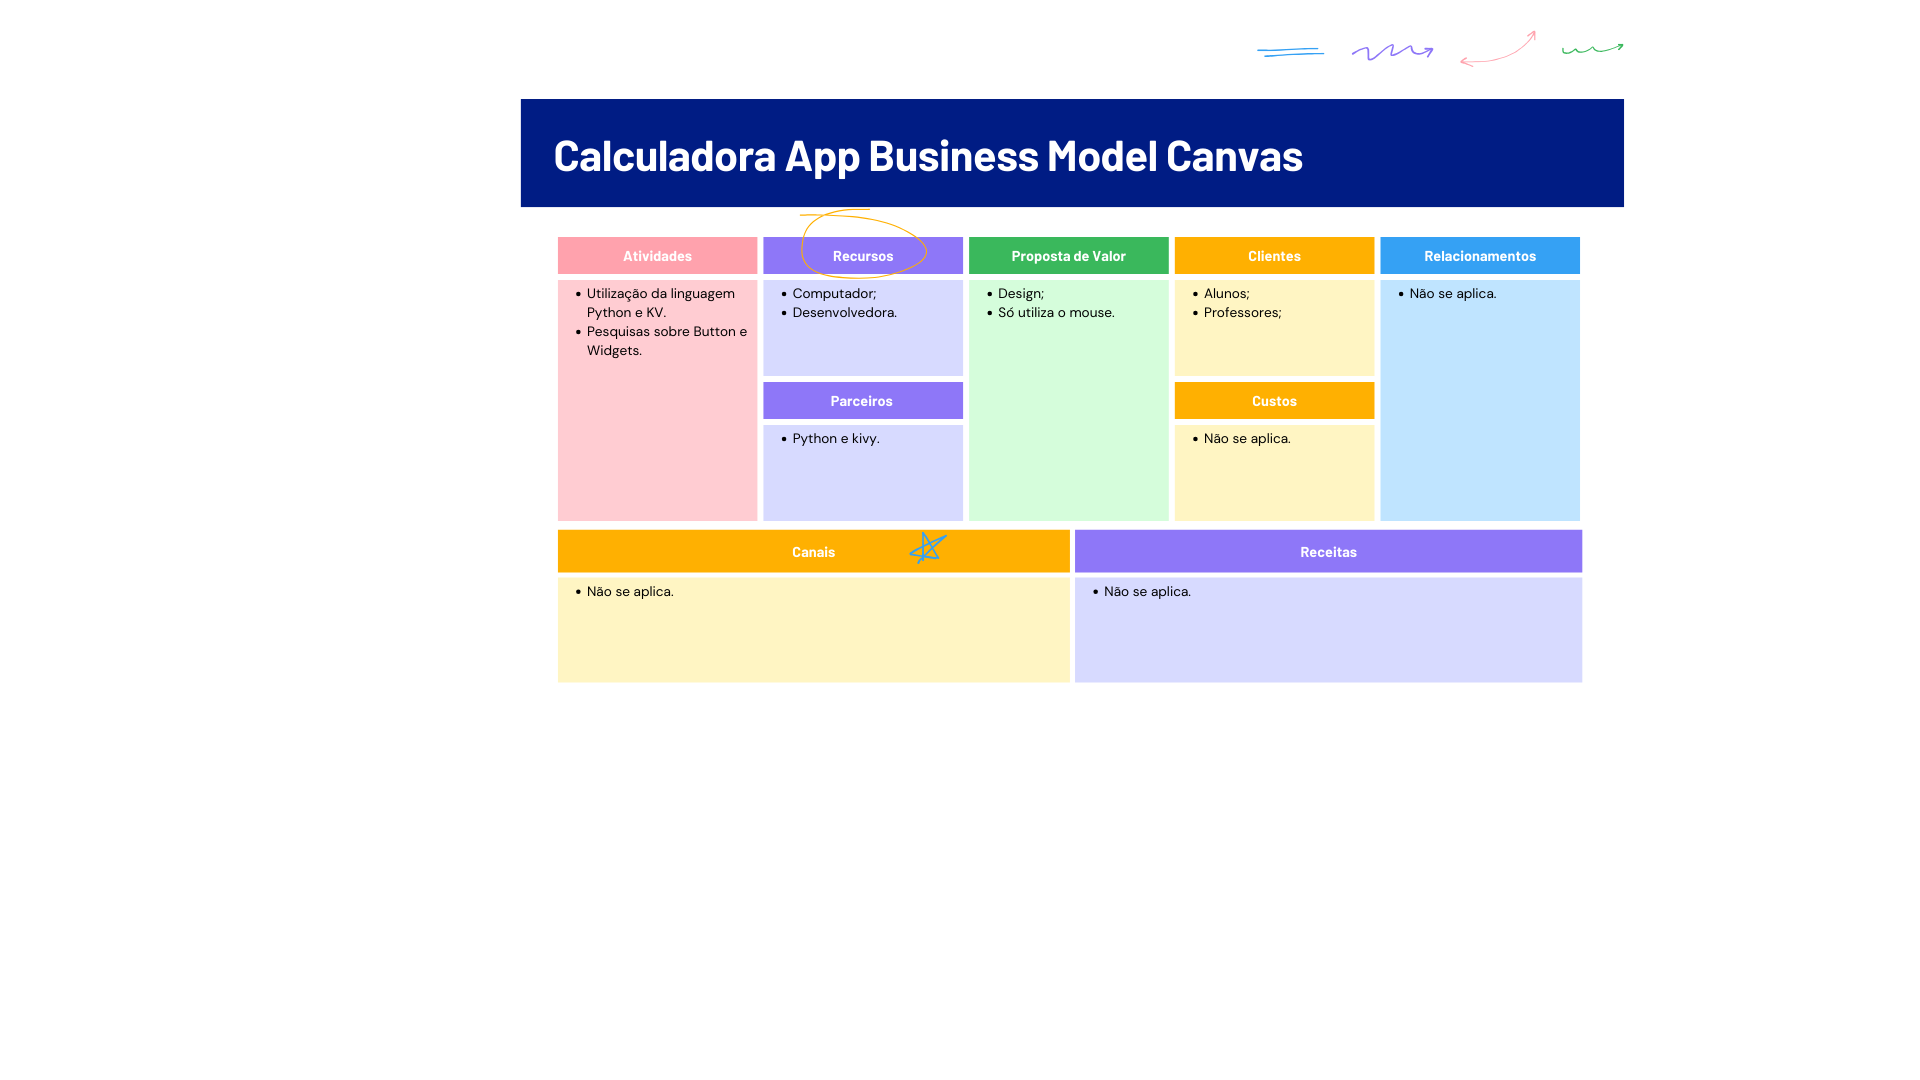 Calculadora App Business Model Canvas
Atividades
Utilização da linguagem
Python e KV.
Pesquisas sobre Button e
Widgets.
Recursos
Computador;
Desenvolvedora.
Parceiros
Python e kivy.
Proposta de Valor
Design;
Só utiliza o mouse.
Clientes
Alunos;
Professores;
Custos
Não se aplica.
Relacionamentos
Não se aplica.
Canais
Não se aplica.
Receitas
Não se aplica.